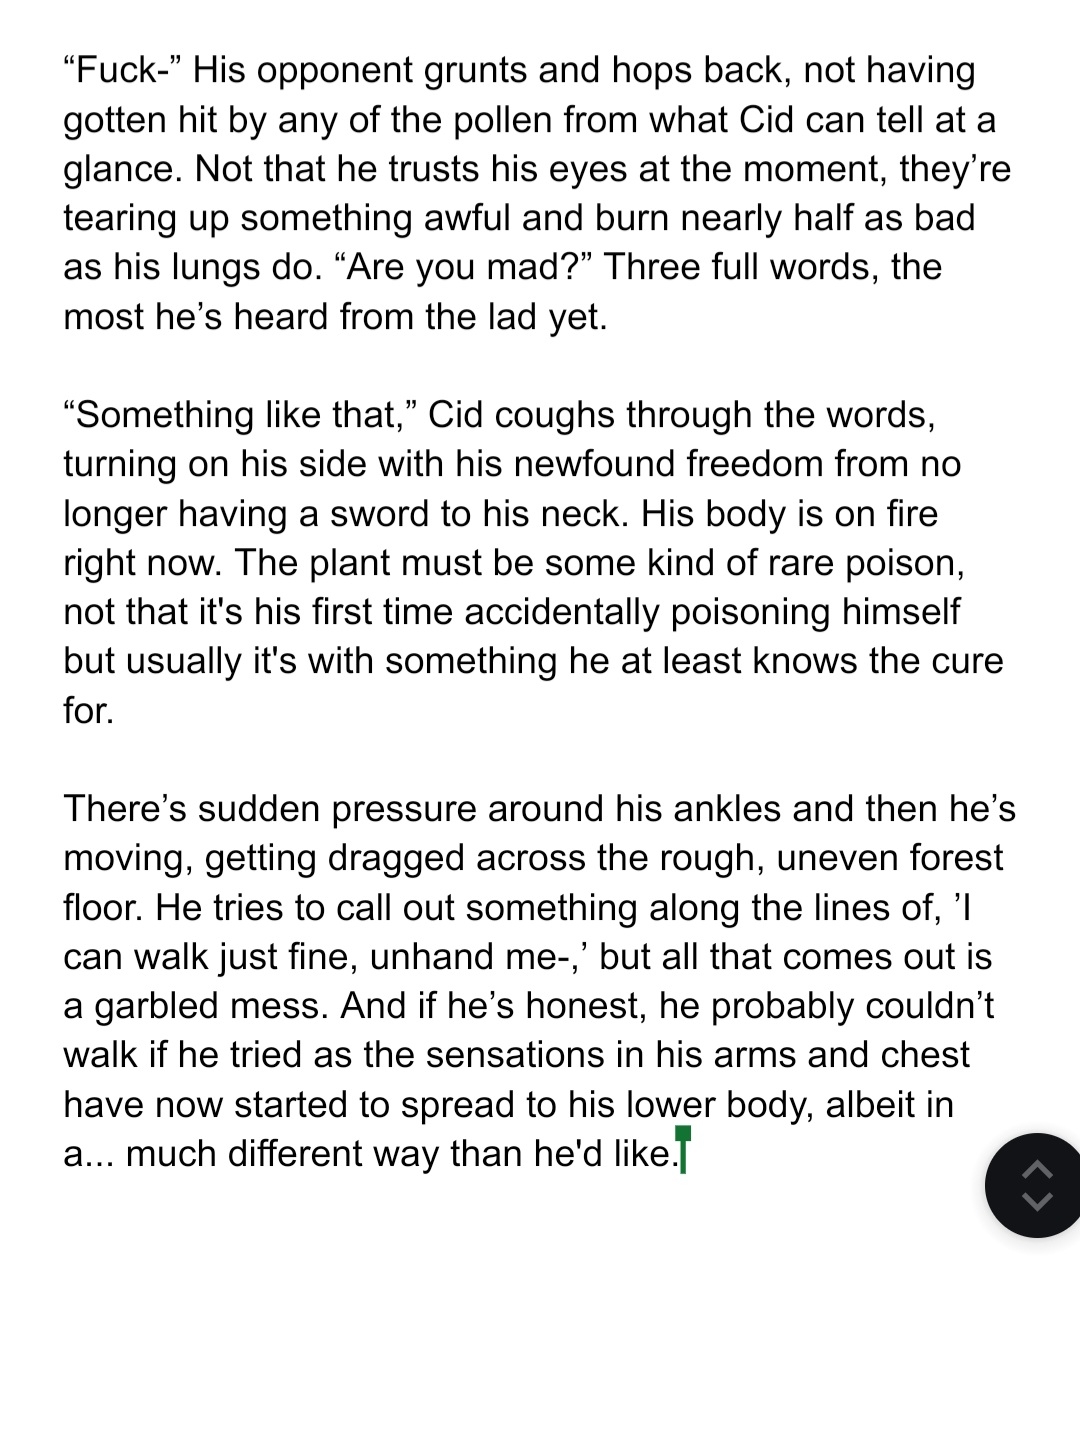 “Fuck-” His opponent grunts and hops back, not having
gotten hit by any of the pollen from what Cid can tell at a
glance. Not that he trusts his eyes at the moment, they’re
tearing up something awful and burn nearly half as bad
as his lungs do. “Are you mad?” Three full words, the
most he’s heard from the lad yet.
“Something like that,” Cid coughs through the words,
turning on his side with his newfound freedom from no
longer having a sword to his neck. His body is on fire
right now. The plant must be some kind of rare poison,
not that it's his first time accidentally poisoning himself
but usually it's with something he at least knows the cure
for.
There’s sudden pressure around his ankles and then he’s
moving, getting dragged across the rough, uneven forest
floor. He tries to call out something along the lines of, ’I
can walk just fine, unhand me-,’ but all that comes out is
a garbled mess. And if he’s honest, he probably couldn’t
walk if he tried as the sensations in his arms and chest
have now started to spread to his lower body, albeit in
a... much different way than he'd like.